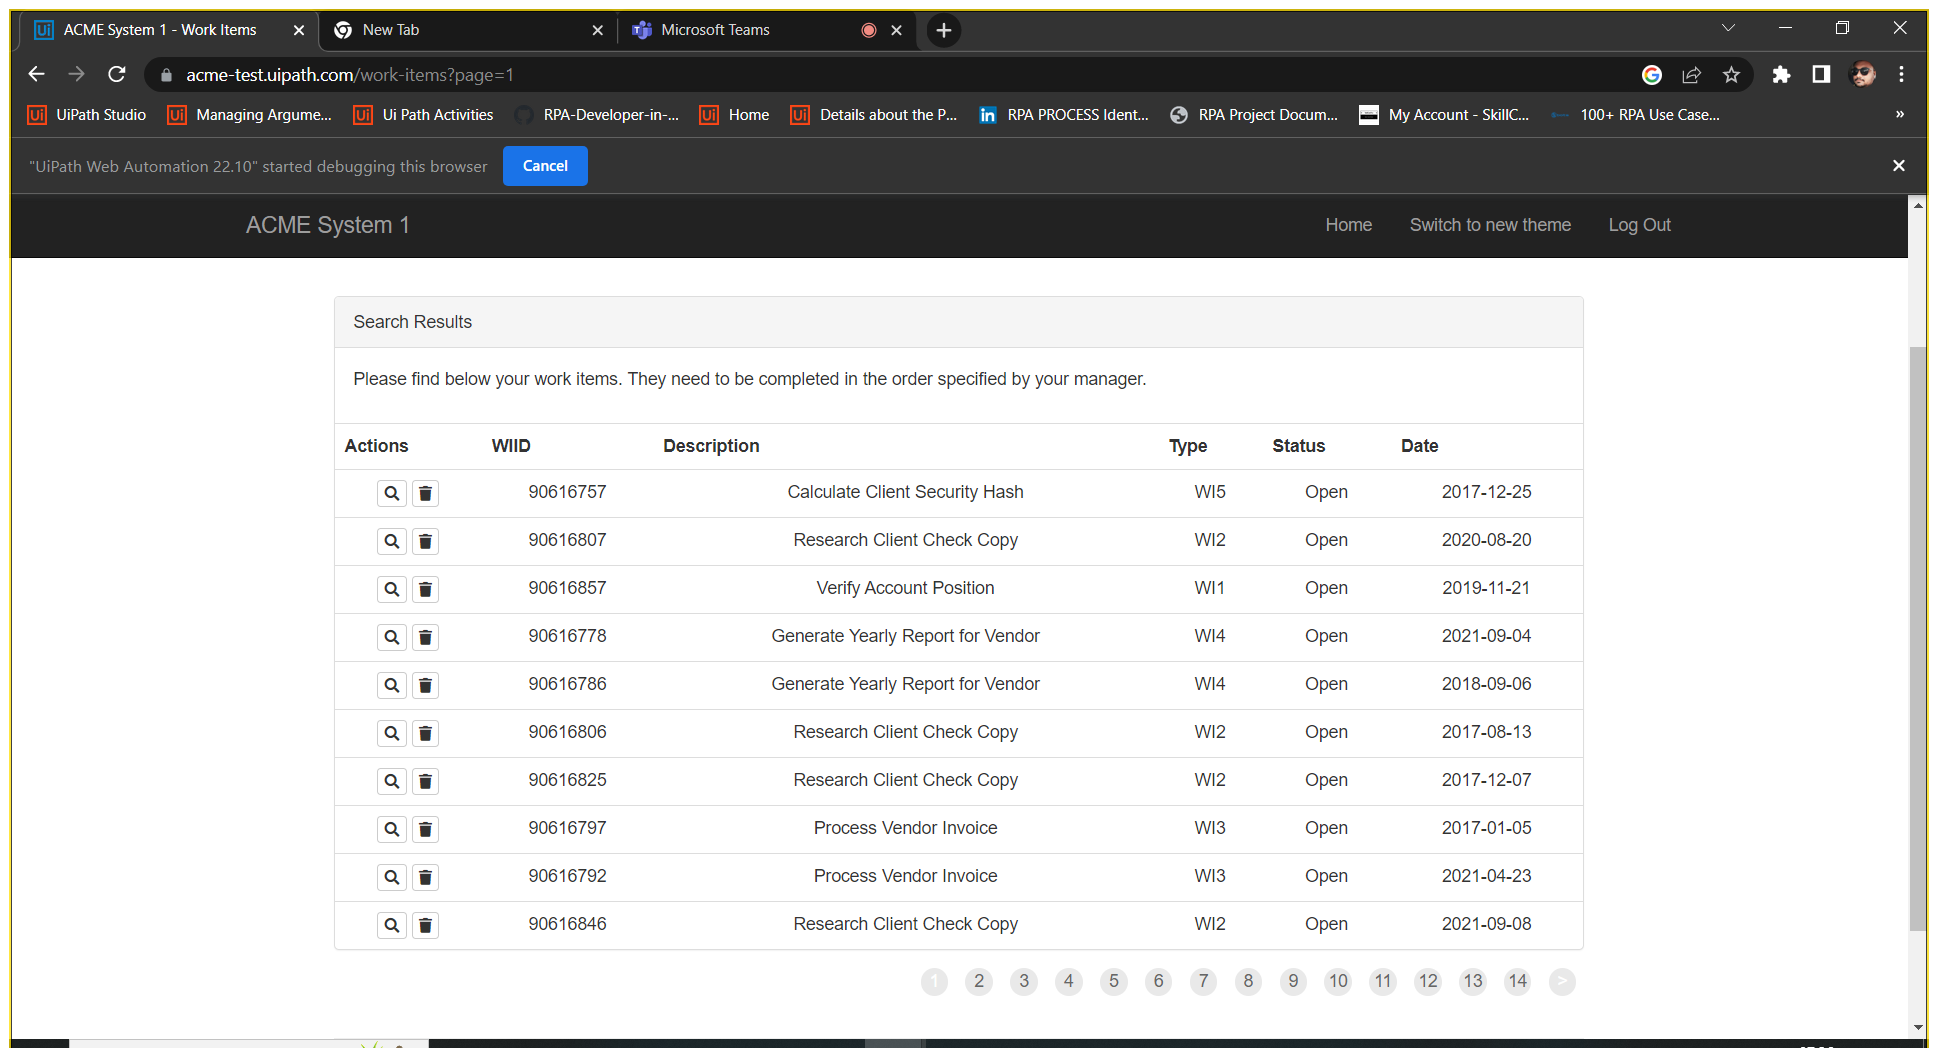 ACME System 1 - Work Items New Tab Microsoft Teams
acme-test.uipath.com/work-items?page=1
UiPath Studio Managing Argume... Ui Path Activities RPA-Developer-in-... Home Details about the P... RPA PROCESS Ident... RPA Project Docum... My Account - SkillC... 100+ RPA Use Case... »
"UiPath Web Automation 22.10" started debugging this browser Cancel
ACME System 1 Home Switch to new theme Log Out
Search Results
Please find below your work items. They need to be completed in the order specified by your manager.
Actions WIID Description Type Status Date
90616757 Calculate Client Security Hash WI5 Open 2017-12-25
90616807 Research Client Check Copy WI2 Open 2020-08-20
90616857 Verify Account Position WI1 Open 2019-11-21
90616778 Generate Yearly Report for Vendor WI4 Open 2021-09-04
90616786 Generate Yearly Report for Vendor WI4 Open 2018-09-06
90616806 Research Client Check Copy WI2 Open 2017-08-13
90616825 Research Client Check Copy WI2 Open 2017-12-07
90616797 Process Vendor Invoice WI3 Open 2017-01-05
90616792 Process Vendor Invoice WI3 Open 2021-04-23
90616846 Research Client Check Copy WI2 Open 2021-09-08
1 2 3 4 5 6 7 8 9 10 11 12 13 14 >